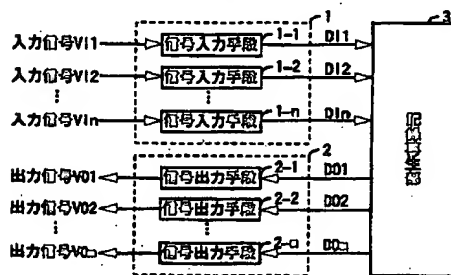 1
3
入力信号VI1
信号入力手段
1-1
DI1
入力信号VI2
信号入力手段
1-2
DI2
入力信号VIn
信号入力手段
1-n
DIn
2
出力信号VO1
信号出力手段
2-1
DO1
出力信号VO2
信号出力手段
2-2
DO2
信号出力手段